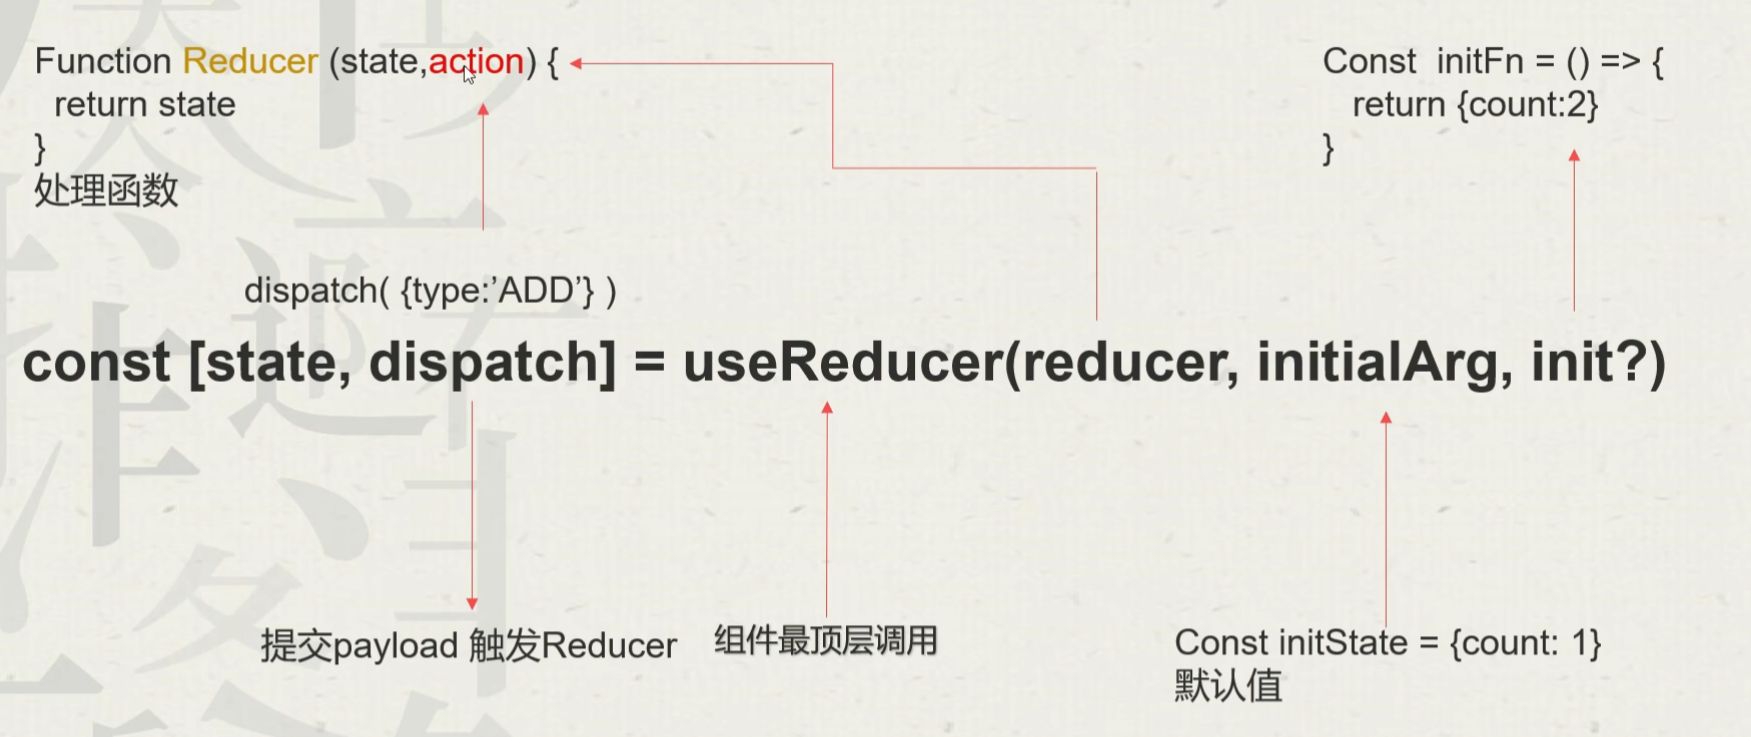 Function Reducer (state,action) {
return state
}
处理函数
Const initFn = () => {
return {count:2}
}
dispatch( {type:’ADD’} )
const [state, dispatch] = useReducer(reducer, initialArg, init?)
提交payload 触发Reducer
组件最顶层调用
Const initState = {count: 1}
默认值